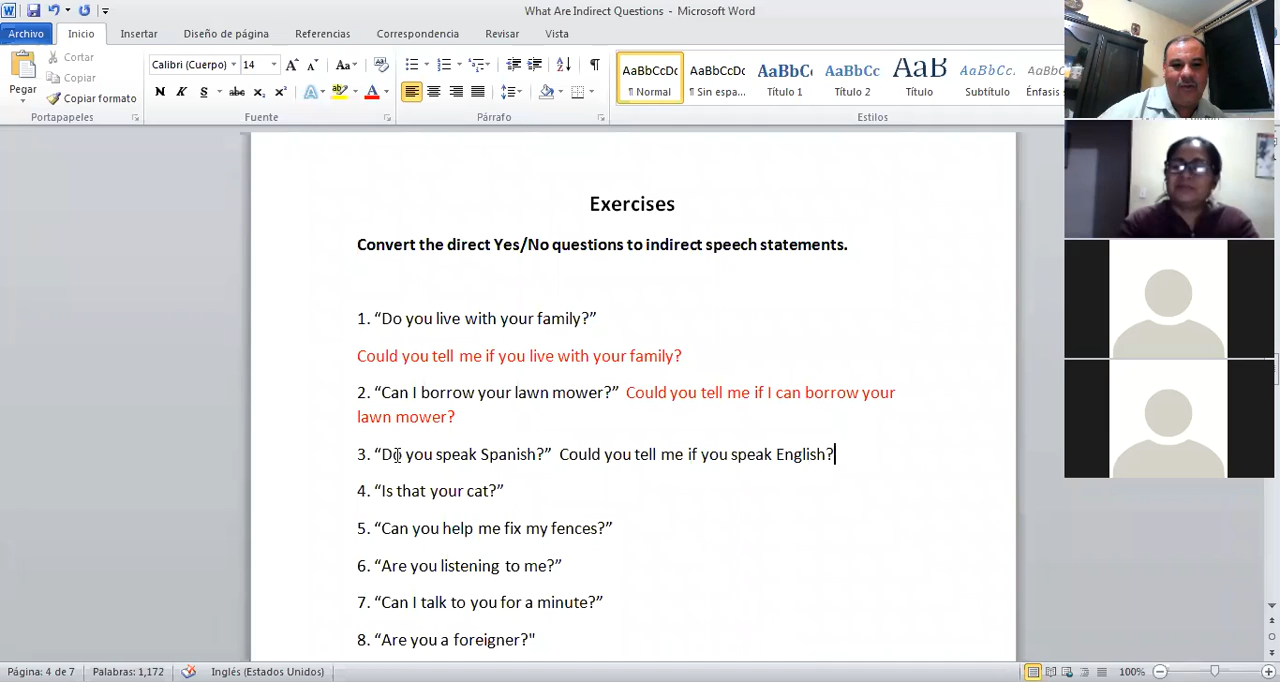 What Are Indirect Questions - Microsoft Word
Archivo Inicio Insertar Diseño de página Referencias Correspondencia Revisar Vista
Pegar
Cortar
Copiar
Copiar formato
Portapapeles
Calibri (Cuerpo) 14
Fuente
Párrafo
AaBbCcDc AaBbCcDc AaBbC AaBbCc AaB AaBbCcL AaBbCcD
¶ Normal ¶ Sin espa... Título 1 Título 2 Título Subtítulo Énfasis
Estilos
Exercises
Convert the direct Yes/No questions to indirect speech statements.
1. “Do you live with your family?”
Could you tell me if you live with your family?
2. “Can I borrow your lawn mower?” Could you tell me if I can borrow your
lawn mower?
3. “Do you speak Spanish?” Could you tell me if you speak English?
4. “Is that your cat?”
5. “Can you help me fix my fences?”
6. “Are you listening to me?”
7. “Can I talk to you for a minute?”
8. “Are you a foreigner?"
Página: 4 de 7 Palabras: 1,172 Inglés (Estados Unidos) 100%